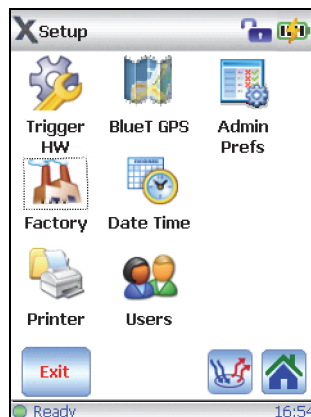 X Setup
Trigger HW
BlueT GPS
Admin Prefs
Factory
Date Time
Printer
Users
Exit
Ready 16:54